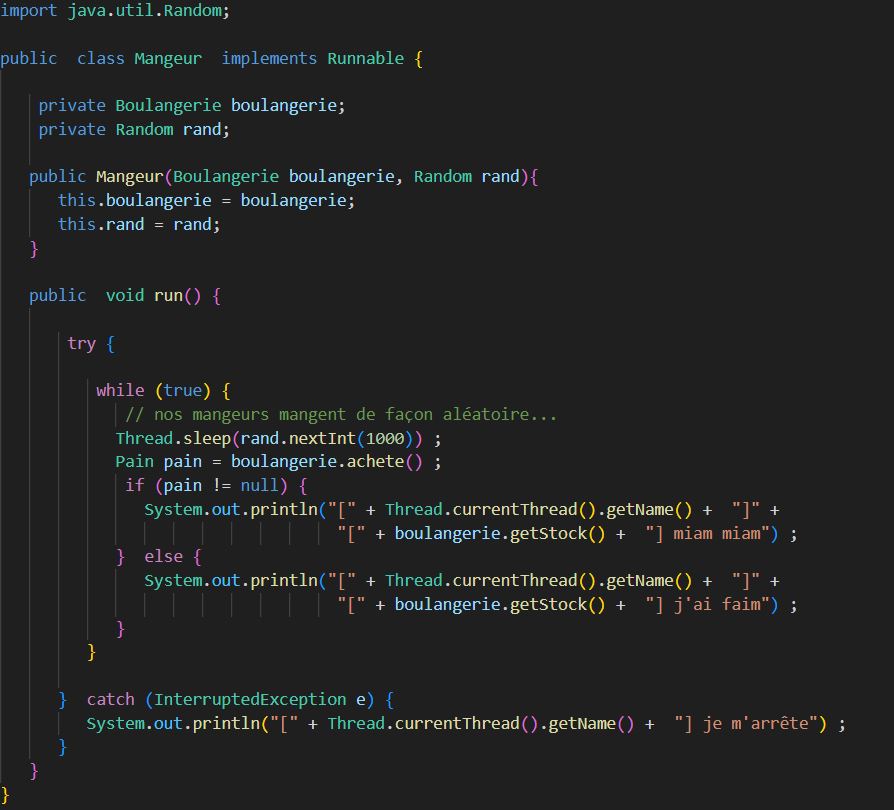 import java.util.Random;
public  class Mangeur  implements Runnable {
private Boulangerie boulangerie;
private Random rand;
public Mangeur(Boulangerie boulangerie, Random rand){
this.boulangerie = boulangerie;
this.rand = rand;
}
public  void run() {
try {
while (true) {
// nos mangeurs mangent de façon aléatoire...
Thread.sleep(rand.nextInt(1000)) ;
Pain pain = boulangerie.achete() ;
if (pain != null) {
System.out.println("[" + Thread.currentThread().getName() +  "]" +
"[" + boulangerie.getStock() +  "] miam miam") ;
}  else {
System.out.println("[" + Thread.currentThread().getName() +  "]" +
"[" + boulangerie.getStock() +  "] j'ai faim") ;
}
}
}  catch (InterruptedException e) {
System.out.println("[" + Thread.currentThread().getName() +  "] je m'arrête") ;
}
}
}